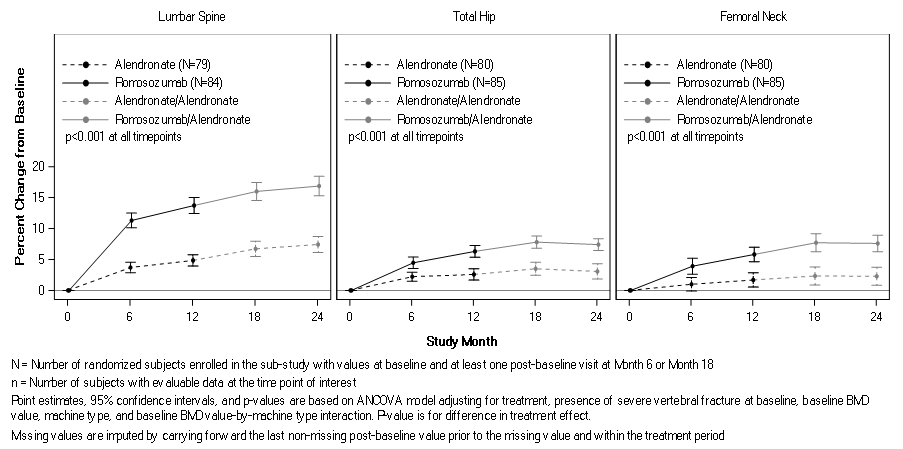 Lumbar Spine
Total Hip
Femoral Neck
Alendronate (N=79)
Romosozumab (N=84)
Alendronate/Alendronate
Romosozumab/Alendronate
p<0.001 at all timepoints
Alendronate (N=80)
Romosozumab (N=85)
Alendronate/Alendronate
Romosozumab/Alendronate
p<0.001 at all timepoints
Alendronate (N=80)
Romosozumab (N=85)
Alendronate/Alendronate
Romosozumab/Alendronate
p<0.001 at all timepoints
Percent Change from Baseline
20
15
10
5
0
0 6 12 18 24
0 6 12 18 24
0 6 12 18 24
Study Month
N = Number of randomized subjects enrolled in the sub-study with values at baseline and at least one post-baseline visit at Month 6 or Month 18
n = Number of subjects with evaluable data at the time point of interest
Point estimates, 95% confidence intervals, and p-values are based on ANCOVA model adjusting for treatment, presence of severe vertebral fracture at baseline, baseline BMD
value, machine type, and baseline BMD value-by-machine type interaction. P-value is for difference in treatment effect.
Missing values are imputed by carrying forward the last non-missing post-baseline value prior to the missing value and within the treatment period